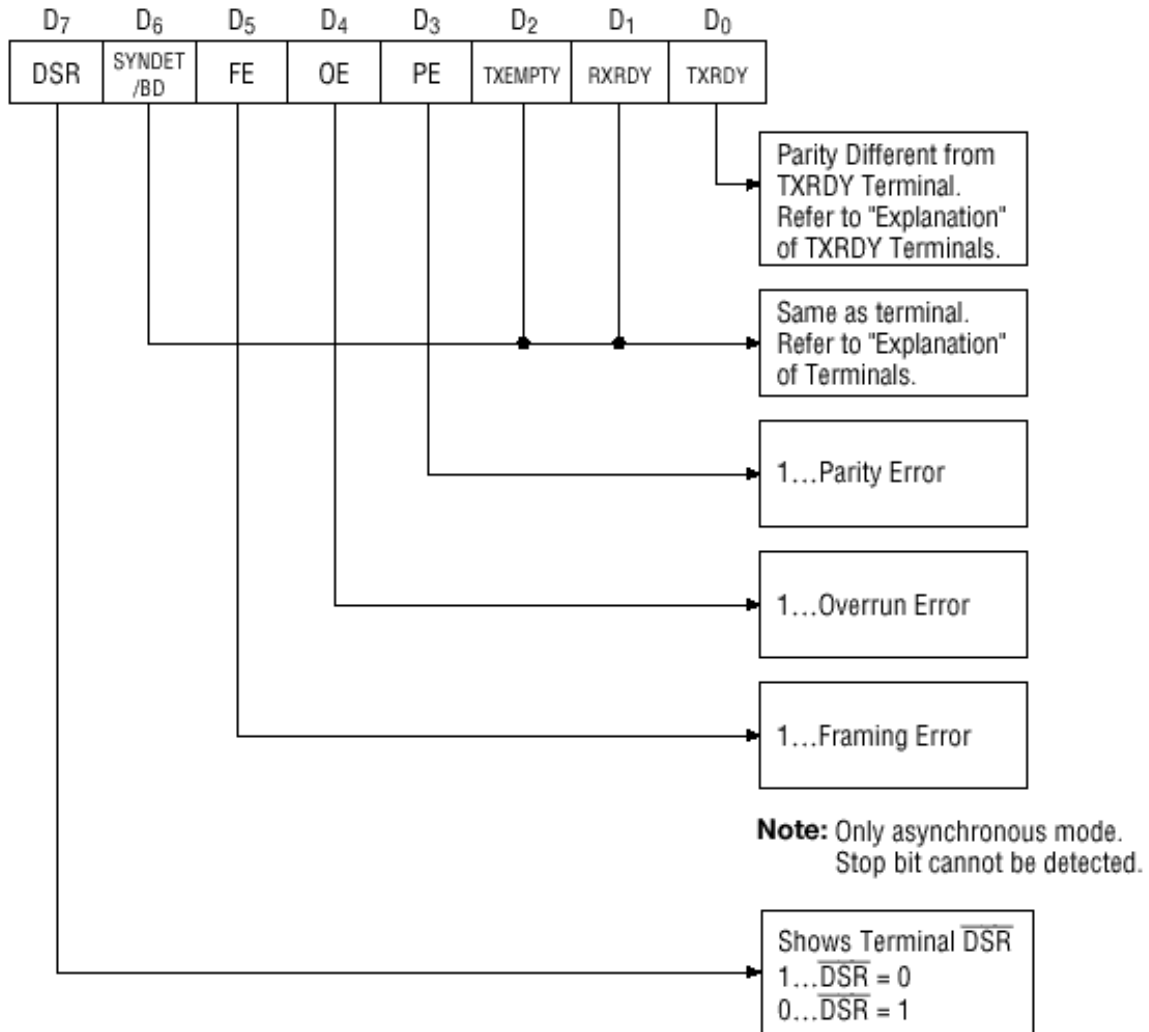 D7 D6 D5 D4 D3 D2 D1 D0
DSR SYNDET /BD FE OE PE TXEMPTY RXRDY TXRDY
Parity Different from
TXRDY Terminal.
Refer to "Explanation"
of TXRDY Terminals.
Same as terminal.
Refer to "Explanation"
of Terminals.
1...Parity Error
1...Overrun Error
1...Framing Error
Note: Only asynchronous mode.
Stop bit cannot be detected.
Shows Terminal D̅S̅R̅
1...D̅S̅R̅ = 0
0...D̅S̅R̅ = 1